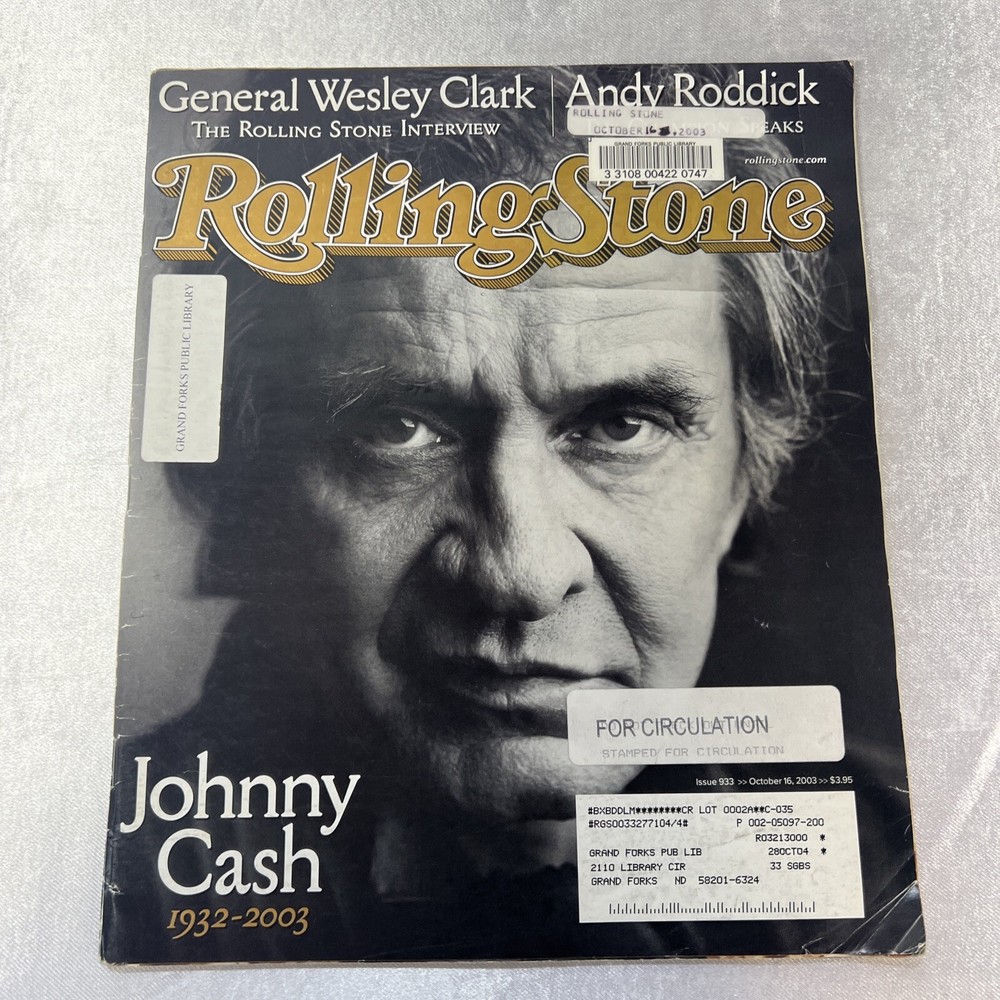 General Wesley Clark
THE ROLLING STONE INTERVIEW
Andy Roddick
SPEAKS
ROLLING STONE
OCTOBER 16, 2003
GRAND FORKS PUBLIC LIBRARY
3 3108 00422 0747
rollingstone.com
RollingStone
GRAND FORKS PUBLIC LIBRARY
FOR CIRCULATION
STAMPED FOR CIRCULATION
Issue 933 >> October 16, 2003 >> $3.95
Johnny
Cash
1932-2003
#BXBDDLM********CR LOT 0002A**C-035
#RGS0033277104/4# P 002-05097-200
R03213000 *
GRAND FORKS PUB LIB 28OCT04 *
2110 LIBRARY CIR 33 SGBS
GRAND FORKS ND 58201-6324